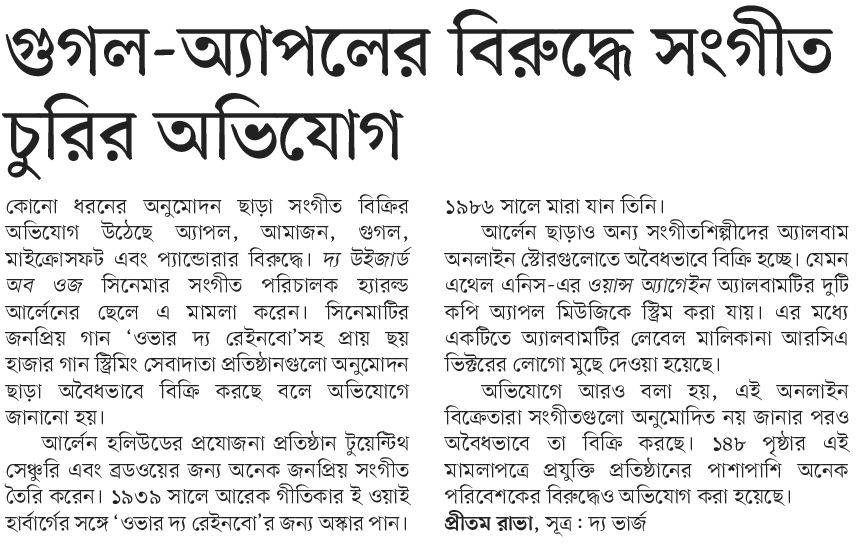 গুগল-অ্যাপলের বিরুদ্ধে সংগীত
চুরির অভিযোগ
কোনো ধরনের অনুমোদন ছাড়া সংগীত বিক্রির
অভিযোগ উঠেছে অ্যাপল, আমাজন, গুগল,
মাইক্রোসফট এবং প্যান্ডোরার বিরুদ্ধে। দ্য উইজার্ড
অব ওজ সিনেমার সংগীত পরিচালক হ্যারল্ড
আর্লেনের ছেলে এ মামলা করেন। সিনেমাটির
জনপ্রিয় গান ‘ওভার দ্য রেইনবো’সহ প্রায় ছয়
হাজার গান স্ট্রিমিং সেবাদাতা প্রতিষ্ঠানগুলো অনুমোদন
ছাড়া অবৈধভাবে বিক্রি করছে বলে অভিযোগে
জানানো হয়।
আর্লেন হলিউডের প্রযোজনা প্রতিষ্ঠান টুয়েন্টিথ
সেঞ্চুরি এবং ব্রডওয়ের জন্য অনেক জনপ্রিয় সংগীত
তৈরি করেন। ১৯৩৯ সালে আরেক গীতিকার ই ওয়াই
হার্বার্গের সঙ্গে ‘ওভার দ্য রেইনবো’র জন্য অস্কার পান।
১৯৮৬ সালে মারা যান তিনি।
আর্লেন ছাড়াও অন্য সংগীতশিল্পীদের অ্যালবাম
অনলাইন স্টোরগুলোতে অবৈধভাবে বিক্রি হচ্ছে। যেমন
এথেল এনিস-এর ওয়ান্স অ্যাগেইন অ্যালবামটির দুটি
কপি অ্যাপল মিউজিকে স্ট্রিম করা যায়। এর মধ্যে
একটিতে অ্যালবামটির লেবেল মালিকানা আরসিএ
ভিক্টরের লোগো মুছে দেওয়া হয়েছে।
অভিযোগে আরও বলা হয়, এই অনলাইন
বিক্রেতারা সংগীতগুলো অনুমোদিত নয় জানার পরও
অবৈধভাবে তা বিক্রি করছে। ১৪৮ পৃষ্ঠার এই
মামলাপত্রে প্রযুক্তি প্রতিষ্ঠানের পাশাপাশি অনেক
পরিবেশকের বিরুদ্ধেও অভিযোগ করা হয়েছে।
প্রীতম রাভা, সূত্র : দ্য ভার্জ